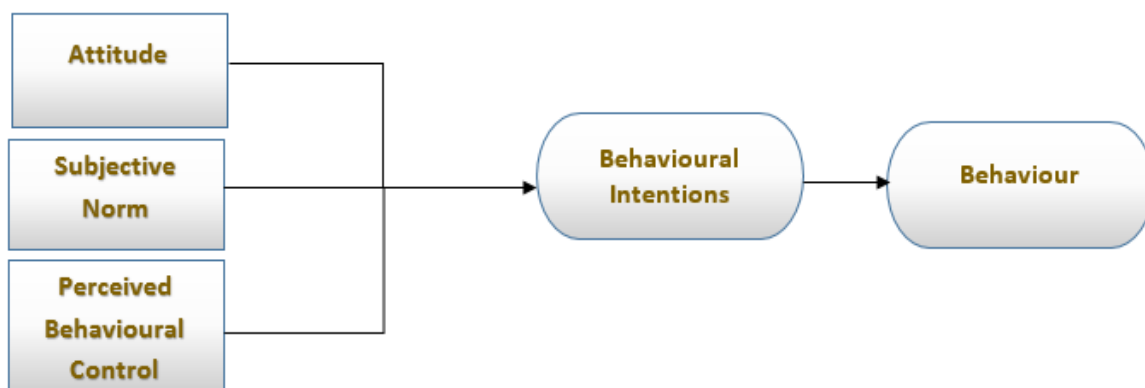 Attitude
Subjective
Norm
Perceived
Behavioural
Control
Behavioural
Intentions
Behaviour